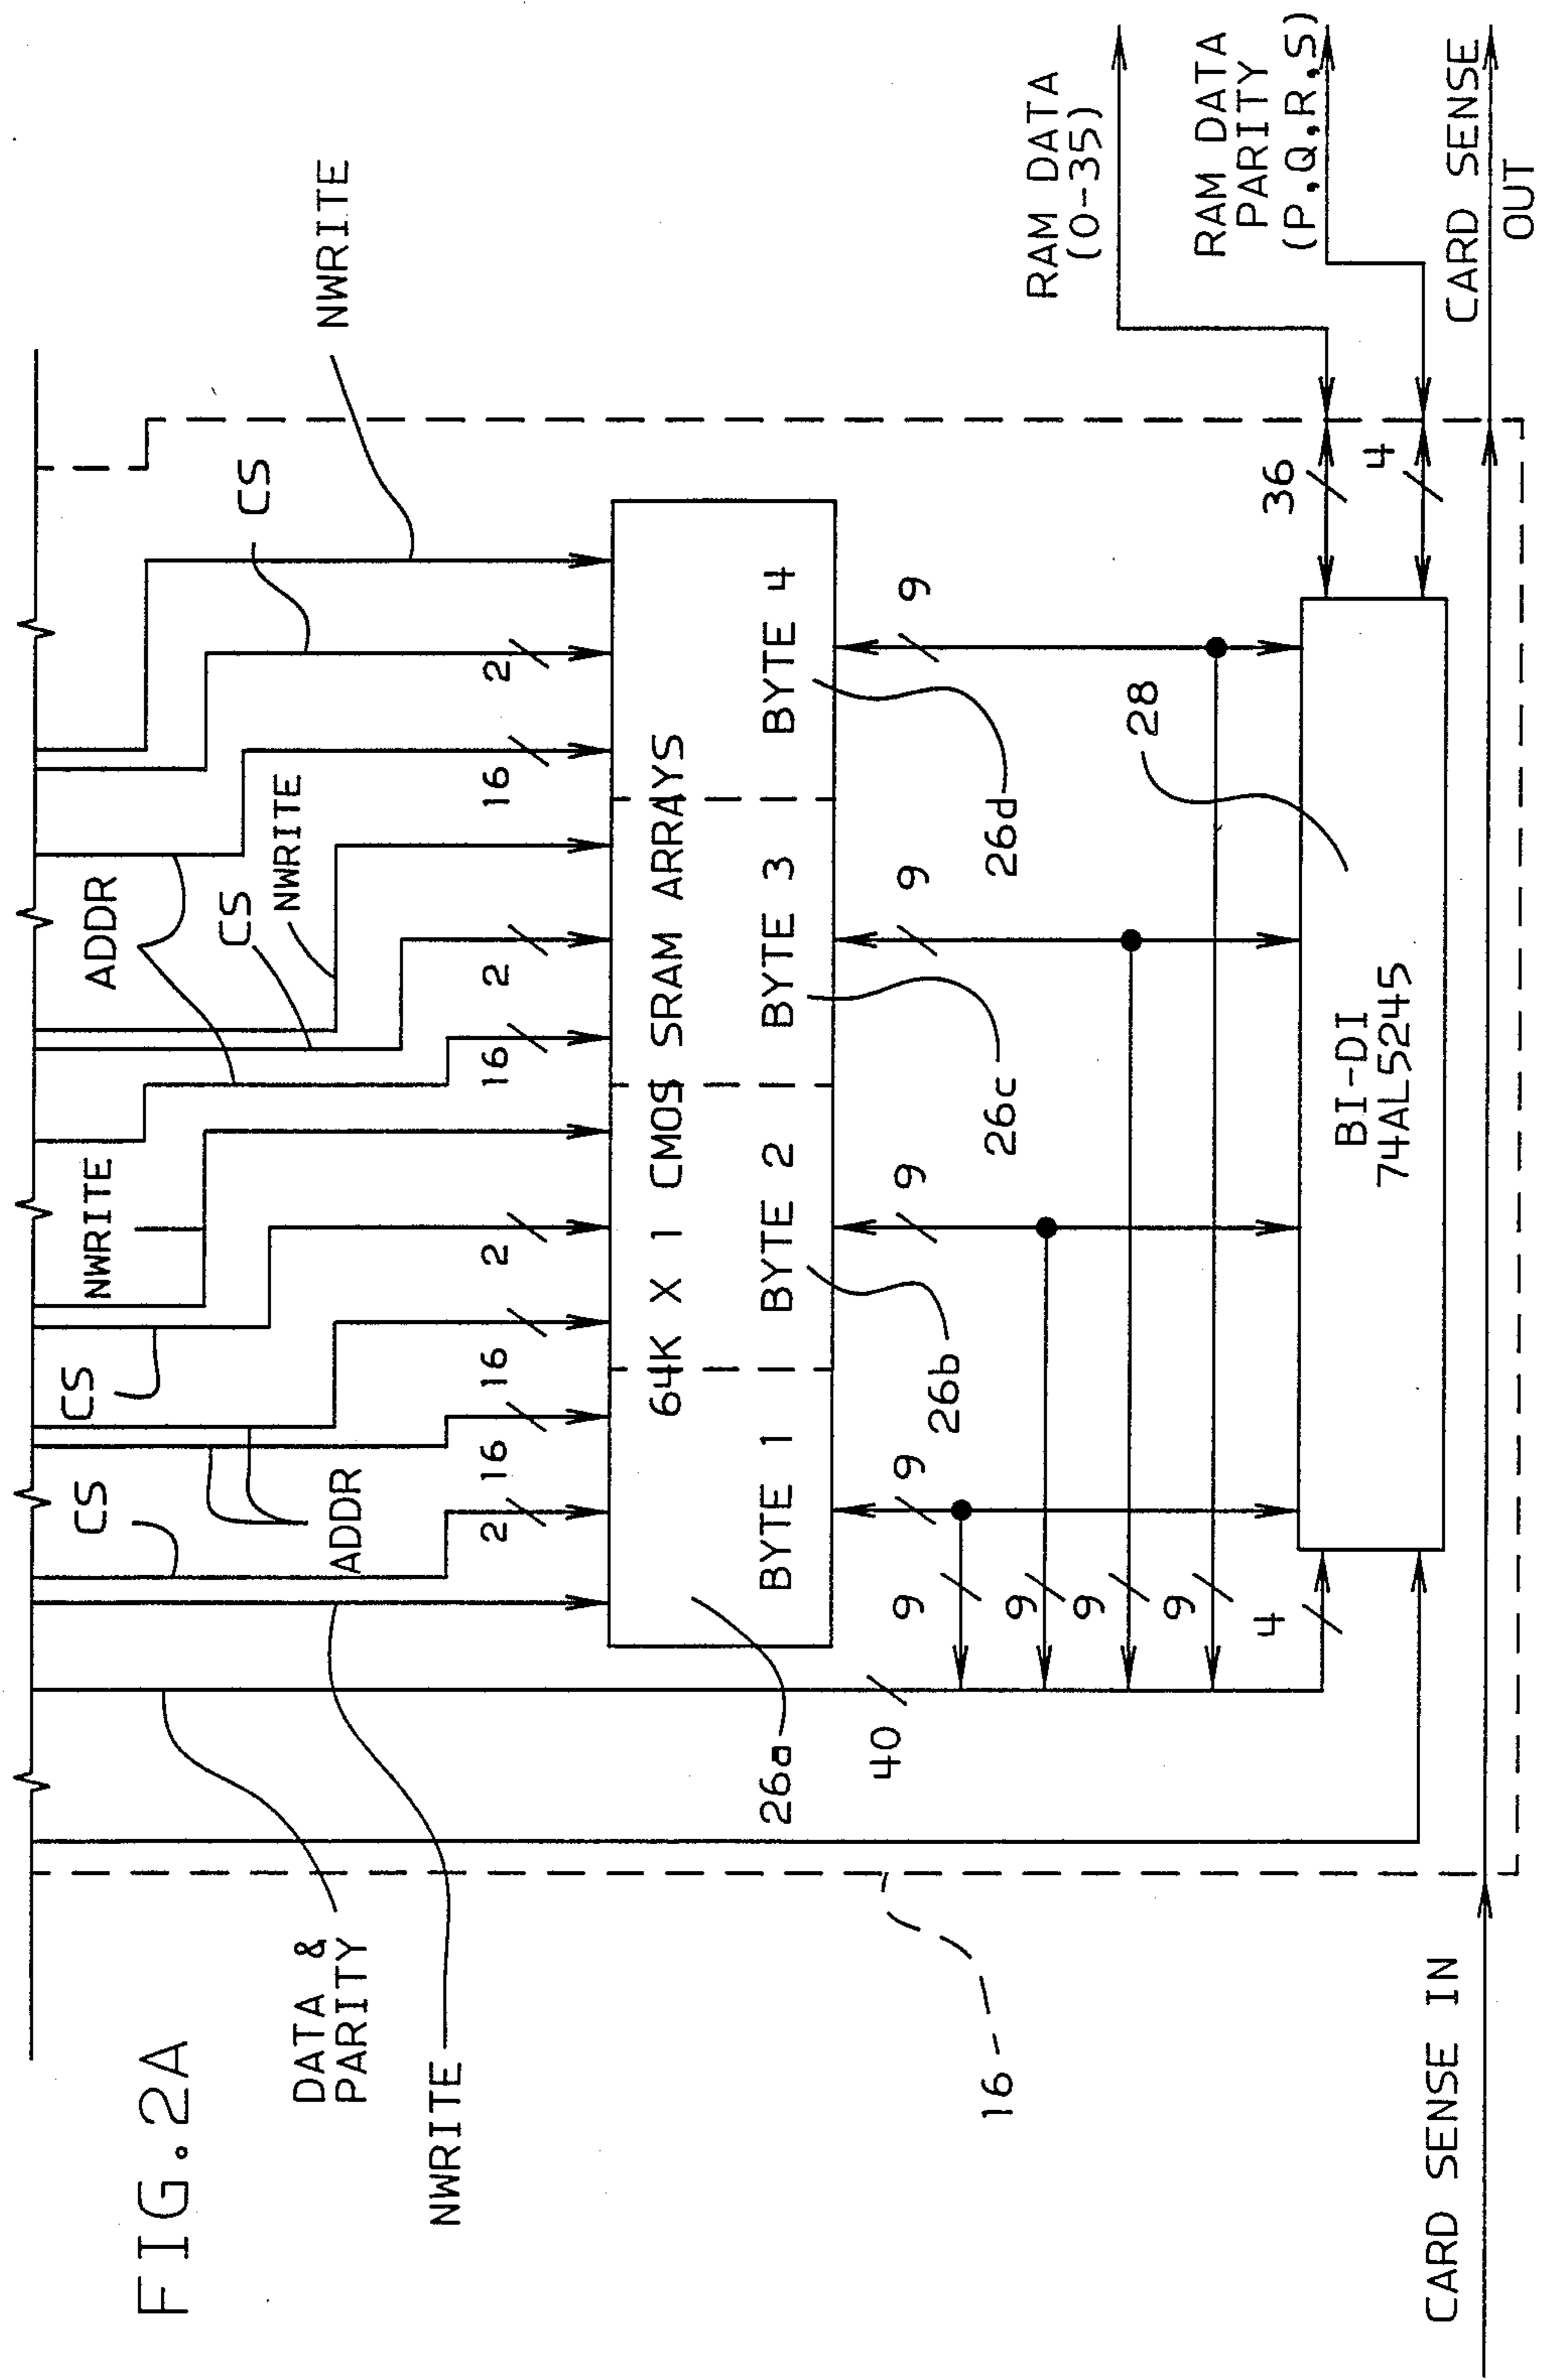 FIG.2A
DATA &
PARITY
NWRITE
CS
ADDR
CS
NWRITE
ADDR
CS
NWRITE
CS
NWRITE
2
16
16
2
16
2
16
2
64K X 1 CMOS SRAM ARRAYS
BYTE 1
BYTE 2
BYTE 3
BYTE 4
26a
26b
26c
26d
40
9
9
9
9
9
9
9
9
4
28
BI-DI
74AL5245
36
4
RAM DATA
(0-35)
RAM DATA
PARITY
(P,Q,R,S)
16
CARD SENSE IN
CARD SENSE
OUT